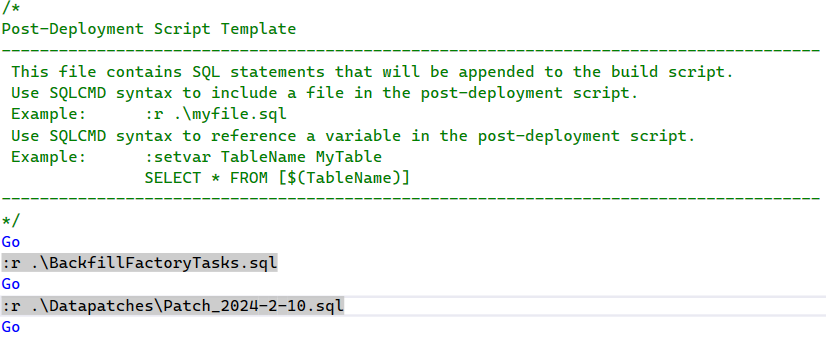 /*
Post-Deployment Script Template
--------------------------------------------------------------------------------------
 This file contains SQL statements that will be appended to the build script.
 Use SQLCMD syntax to include a file in the post-deployment script.
 Example:      :r .\myfile.sql
 Use SQLCMD syntax to reference a variable in the post-deployment script.
 Example:      :setvar TableName MyTable
               SELECT * FROM [$(TableName)]
--------------------------------------------------------------------------------------
*/
Go
:r .\BackfillFactoryTasks.sql
Go
:r .\Datapatches\Patch_2024-2-10.sql
Go